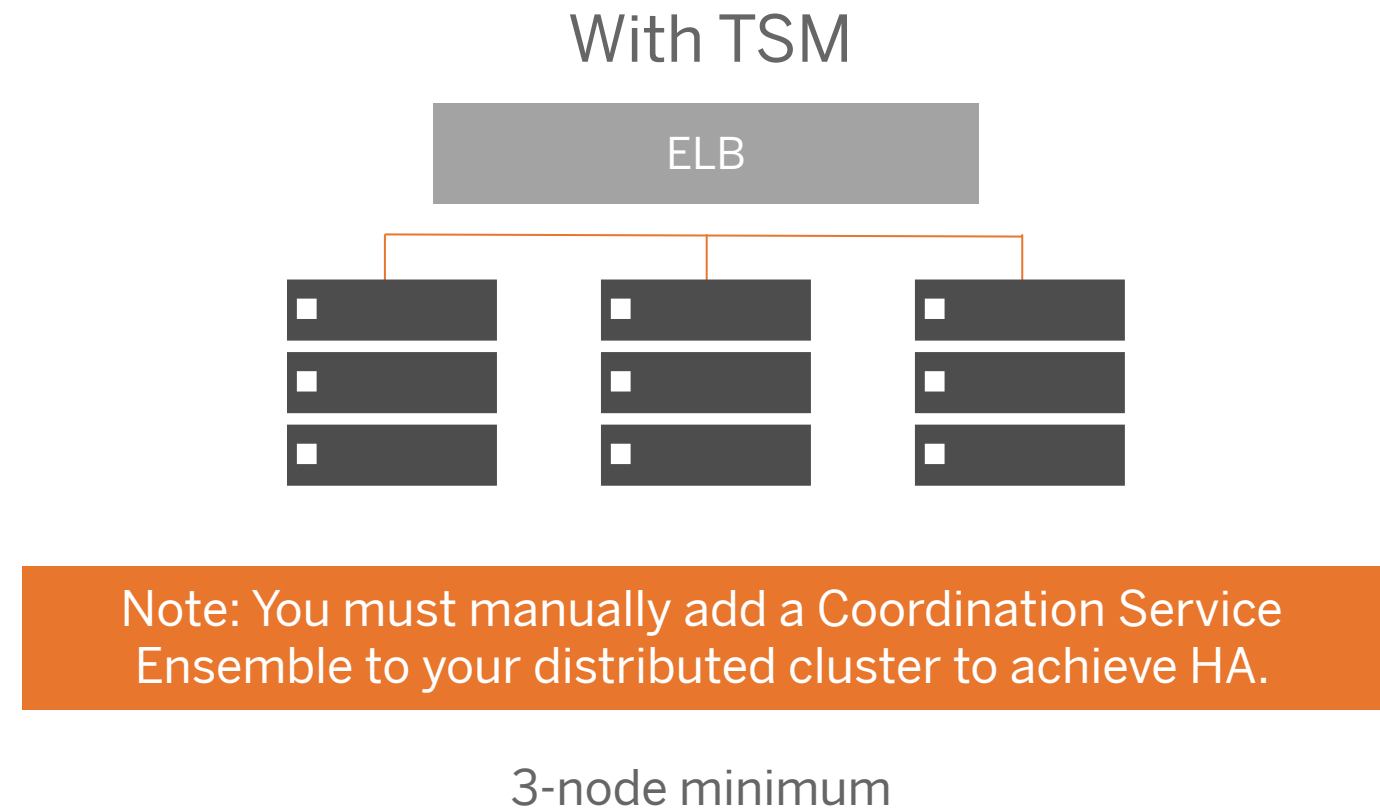 With TSM
ELB
Note: You must manually add a Coordination Service
Ensemble to your distributed cluster to achieve HA.
3-node minimum